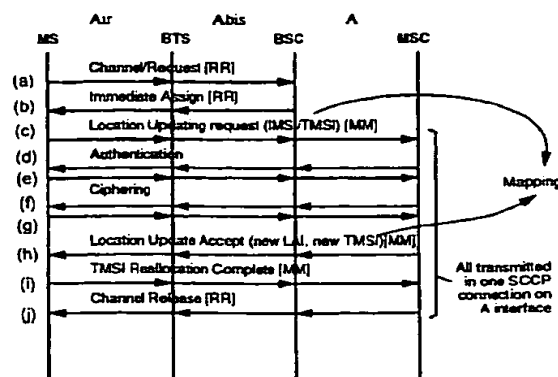 Air Abis A
MS BTS BSC MSC
(a) Channel/Request [RR]
(b) Immediate Assign [RR]
(c) Location Updating request (IMSI/TMSI) [MM]
(d) Authentication
(e)
Ciphering
(f)
(g)
(h) Location Update Accept (new LAI, new TMSI)[MM]
(i) TMSI Reallocation Complete [MM]
(j) Channel Release [RR]
Mapping
All transmitted
in one SCCP
connection on
A interface